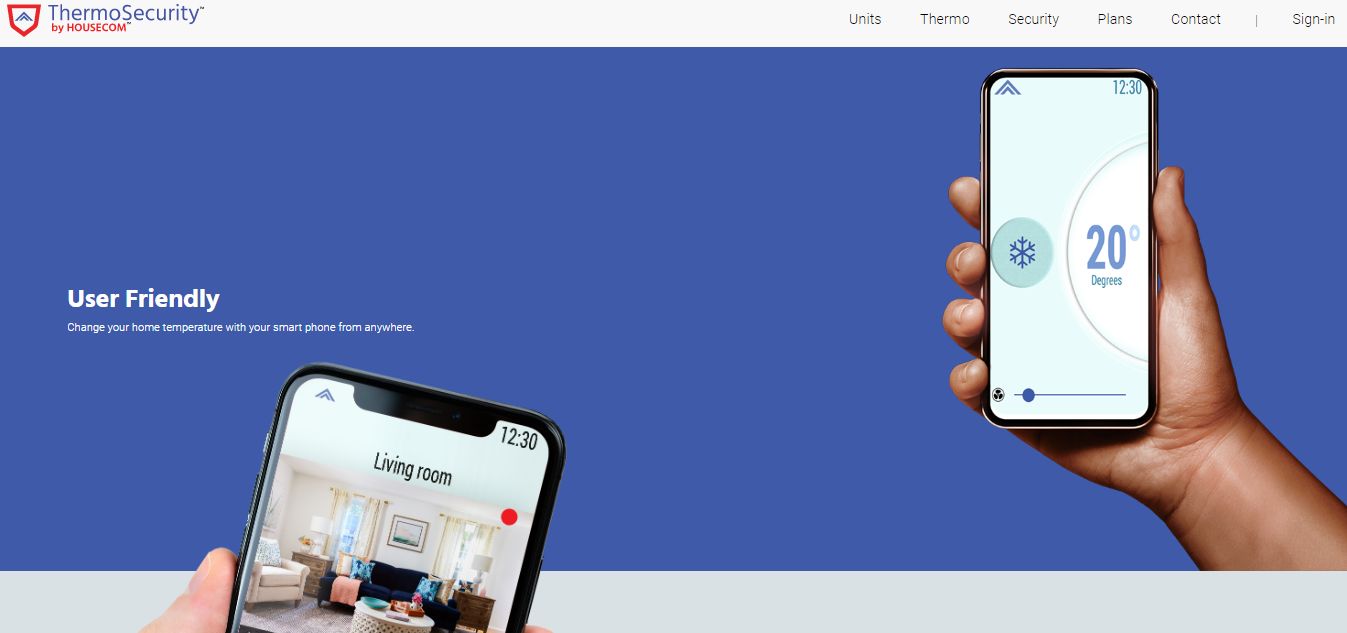 ThermoSecurity™
by HOUSECOM™
Units Thermo Security Plans Contact | Sign-in
12:30
20°
Degrees
User Friendly
Change your home temperature with your smart phone from anywhere.
12:30
Living room